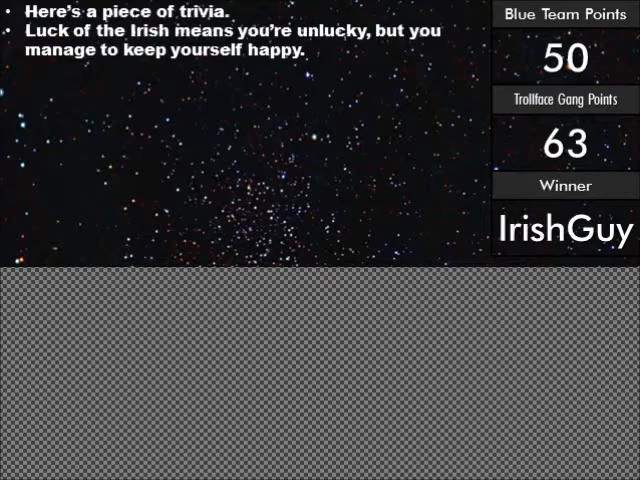 • Here's a piece of trivia.
• Luck of the Irish means you're unlucky, but you
manage to keep yourself happy.
Blue Team Points
50
Trollface Gang Points
63
Winner
IrishGuy